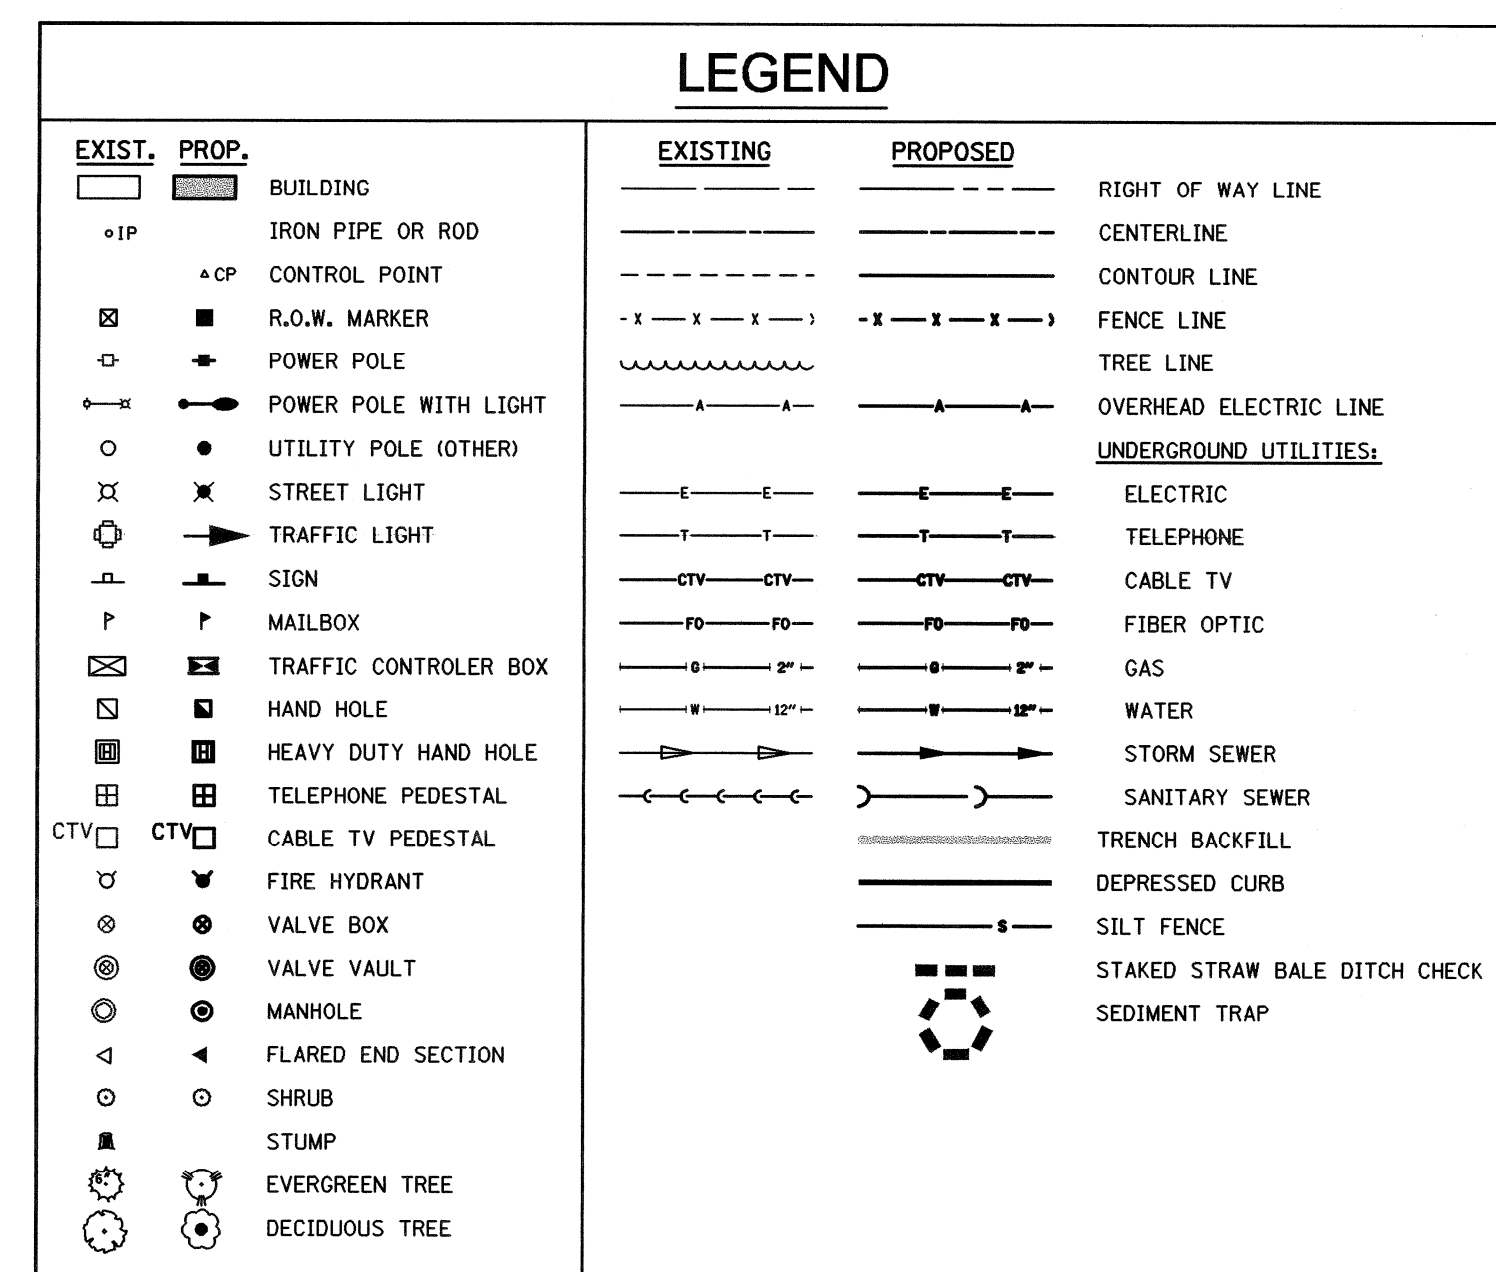 LEGEND
EXIST. PROP.
BUILDING
IP IRON PIPE OR ROD
CP CONTROL POINT
R.O.W. MARKER
POWER POLE
POWER POLE WITH LIGHT
UTILITY POLE (OTHER)
STREET LIGHT
TRAFFIC LIGHT
SIGN
MAILBOX
TRAFFIC CONTROLER BOX
HAND HOLE
H H HEAVY DUTY HAND HOLE
TELEPHONE PEDESTAL
CTV CTV CABLE TV PEDESTAL
FIRE HYDRANT
VALVE BOX
VALVE VAULT
MANHOLE
FLARED END SECTION
SHRUB
STUMP
6" EVERGREEN TREE
DECIDUOUS TREE
EXISTING PROPOSED
RIGHT OF WAY LINE
CENTERLINE
CONTOUR LINE
X X X X X X FENCE LINE
TREE LINE
A A A A OVERHEAD ELECTRIC LINE
UNDERGROUND UTILITIES:
E E E E ELECTRIC
T T T T TELEPHONE
CTV CTV CTV CTV CABLE TV
FO FO FO FO FIBER OPTIC
G 2" G 2" GAS
W 12" W 12" WATER
STORM SEWER
SANITARY SEWER
TRENCH BACKFILL
DEPRESSED CURB
S SILT FENCE
STAKED STRAW BALE DITCH CHECK
SEDIMENT TRAP